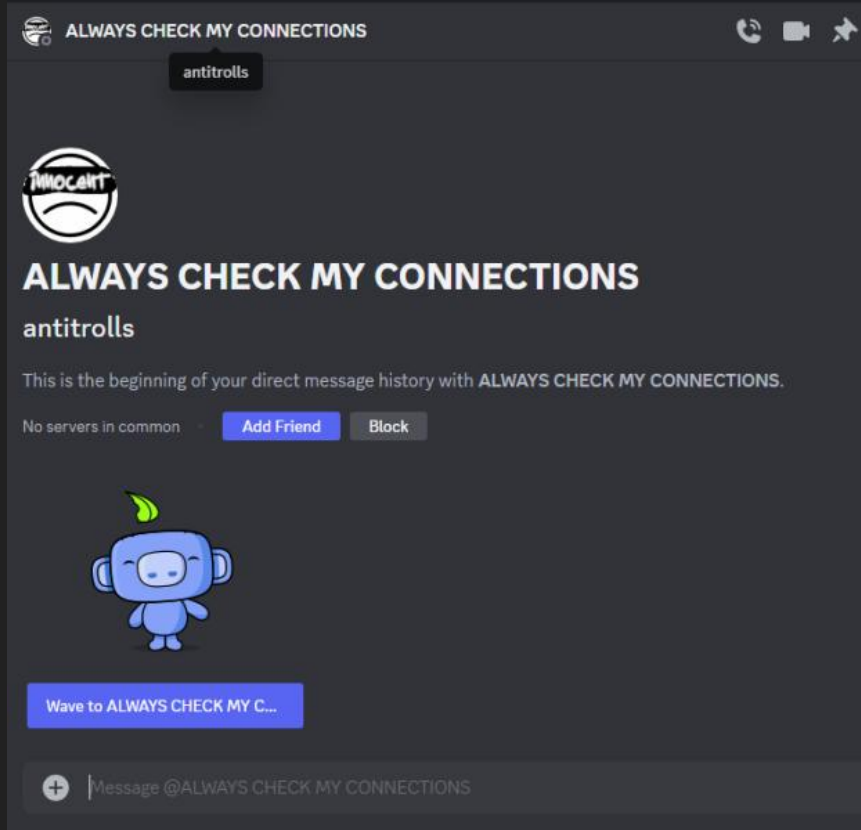 ALWAYS CHECK MY CONNECTIONS
antitrolls
INNOCENT
ALWAYS CHECK MY CONNECTIONS
antitrolls
This is the beginning of your direct message history with ALWAYS CHECK MY CONNECTIONS.
No servers in common Add Friend Block
Wave to ALWAYS CHECK MY C...
Message @ALWAYS CHECK MY CONNECTIONS